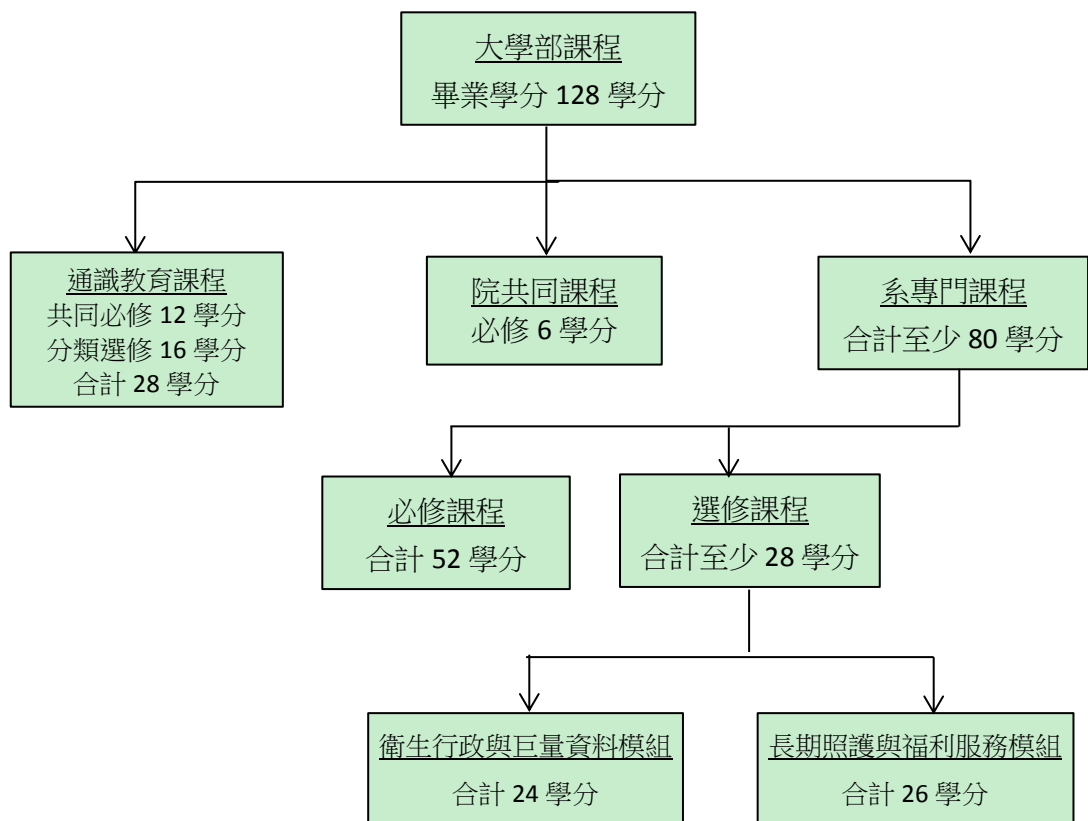 大學部課程
畢業學分 128 學分
通識教育課程
共同必修 12 學分
分類選修 16 學分
合計 28 學分
院共同課程
必修 6 學分
系專門課程
合計至少 80 學分
必修課程
合計 52 學分
選修課程
合計至少 28 學分
衛生行政與巨量資料模組
合計 24 學分
長期照護與福利服務模組
合計 26 學分